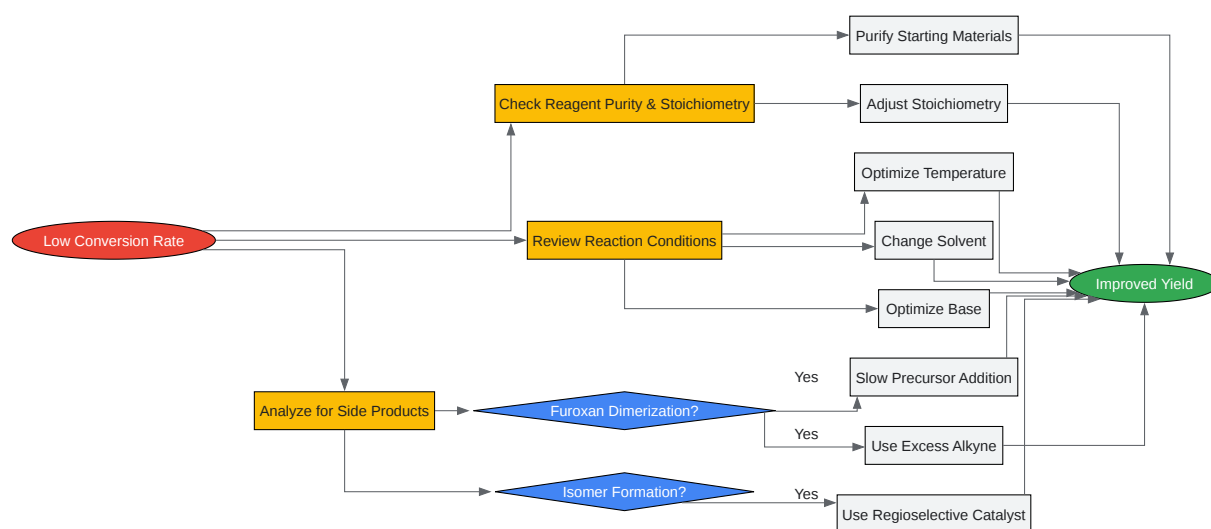 Purify Starting Materials
Check Reagent Purity & Stoichiometry
Adjust Stoichiometry
Optimize Temperature
Low Conversion Rate
Review Reaction Conditions
Change Solvent
Improved Yield
Optimize Base
Yes
Slow Precursor Addition
Analyze for Side Products
Furoxan Dimerization?
Yes
Use Excess Alkyne
Isomer Formation?
Yes
Use Regioselective Catalyst